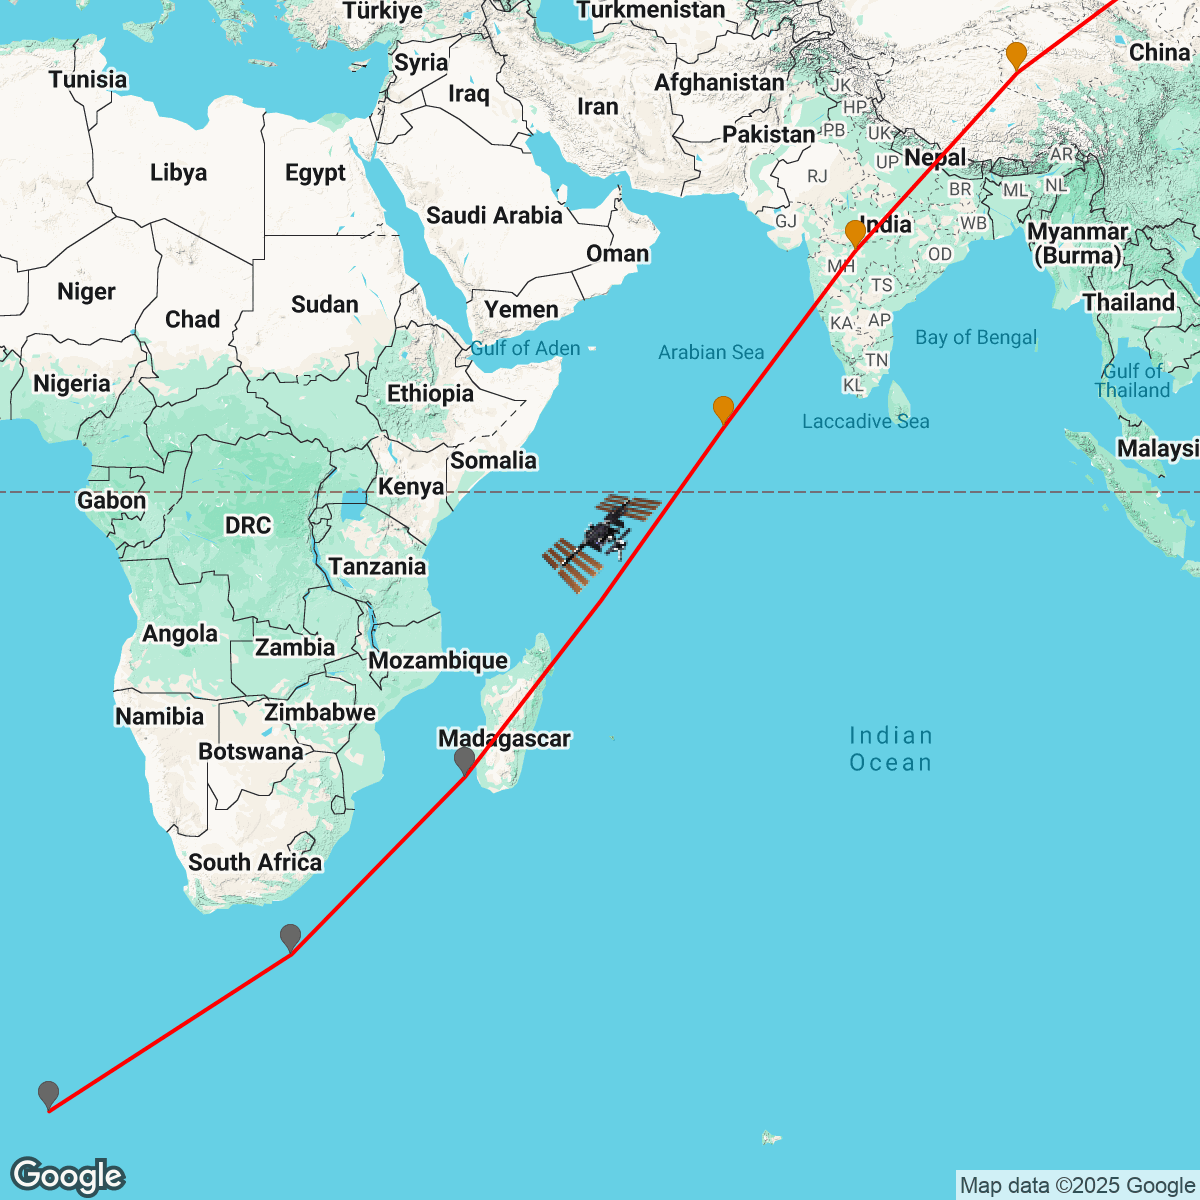 Türkiye
Turkmenistan
China
Syria
Tunisia
Afghanistan
JK
Iraq
Iran
HP
Pakistan
PB
UK
Nepal
UP
AR
Libya
Egypt
RJ
BR
ML
NL
Saudi Arabia
GJ
India
WB
Myanmar
(Burma)
Oman
OD
MH
Niger
TS
Sudan
Yemen
Thailand
Chad
KA
AP
Bay of Bengal
Gulf of Aden
Arabian Sea
TN
Gulf of
Thailand
Nigeria
KL
Ethiopia
Laccadive Sea
Malaysi
Somalia
Kenya
Gabon
DRC
Tanzania
Angola
Zambia
Mozambique
Namibia
Zimbabwe
Botswana
Madagascar
Indian
Ocean
South Africa
Google
Map data ©2025 Google